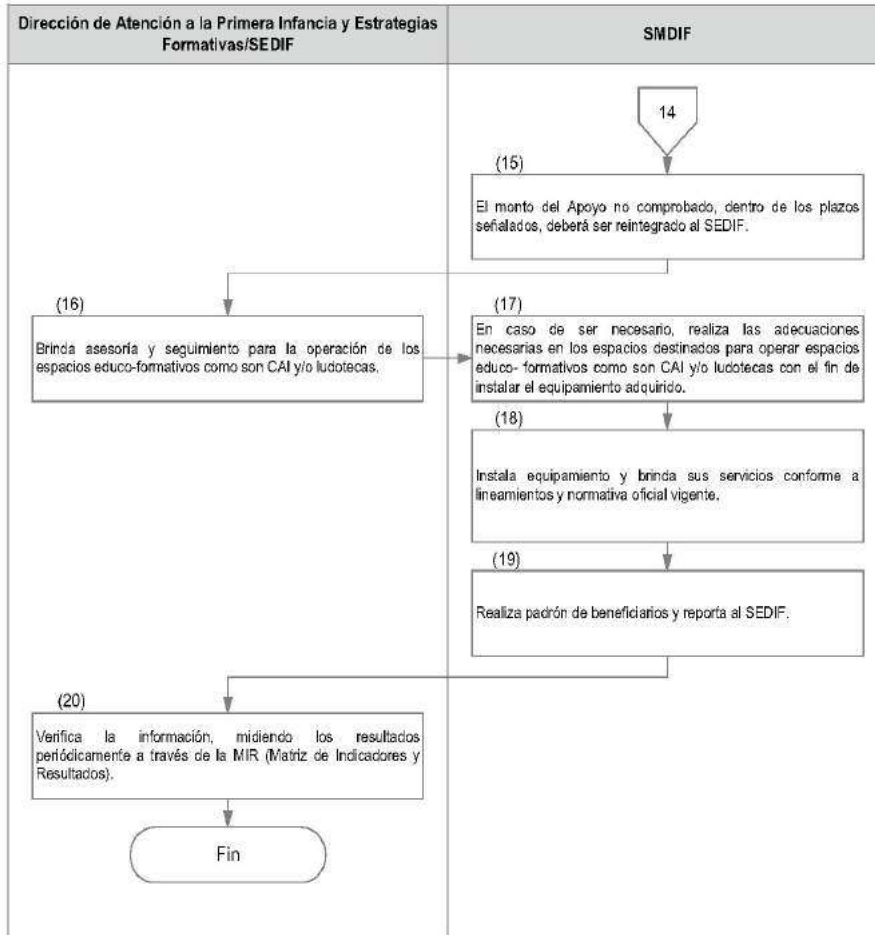 Dirección de Atención a la Primera Infancia y Estrategias
Formativas/SEDIF
SMDIF
14
(15)
El monto del Apoyo no comprobado, dentro de los plazos
señalados, deberá ser reintegrado al SEDIF.
(16)
Brinda asesoría y seguimiento para la operación de los
espacios educo-formativos como son CAI y/o ludotecas.
(17)
En caso de ser necesario, realiza las adecuaciones
necesarias en los espacios destinados para operar espacios
educo- formativos como son CAI y/o ludotecas con el fin de
instalar el equipamiento adquirido.
(18)
Instala equipamiento y brinda sus servicios conforme a
lineamientos y normativa oficial vigente.
(19)
Realiza padrón de beneficiarios y reporta al SEDIF.
(20)
Verifica la información, midiendo los resultados
periódicamente a través de la MIR (Matriz de Indicadores y
Resultados).
Fin